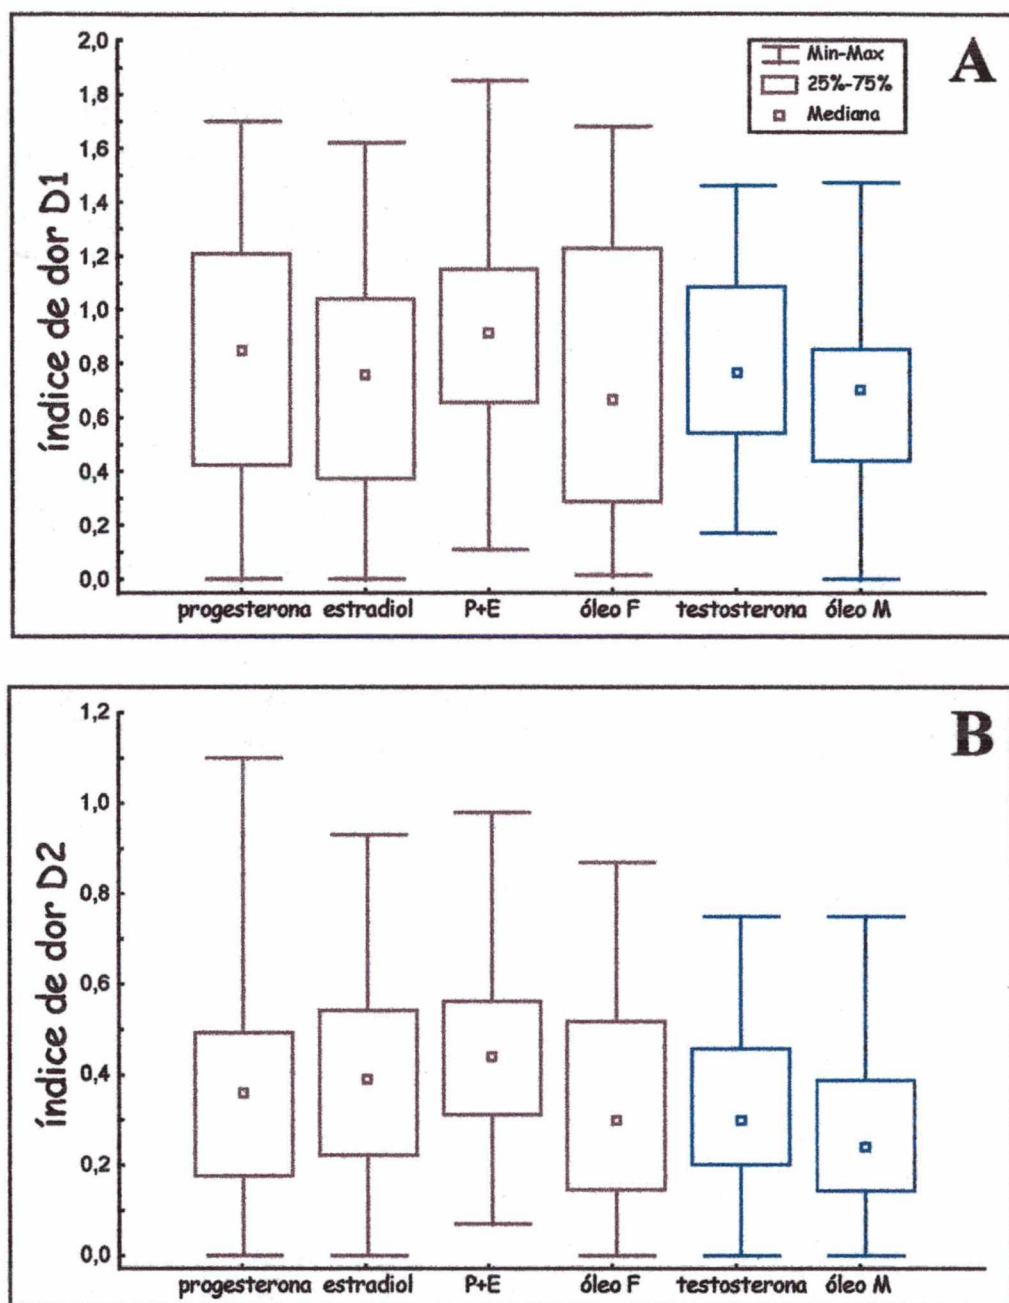 A
Min-Max
25%-75%
Mediana
índice de dor D1
2,0
1,8
1,6
1,4
1,2
1,0
0,8
0,6
0,4
0,2
0,0
progesterona estradiol P+E óleo F testosterona óleo M
B
índice de dor D2
1,2
1,0
0,8
0,6
0,4
0,2
0,0
progesterona estradiol P+E óleo F testosterona óleo M